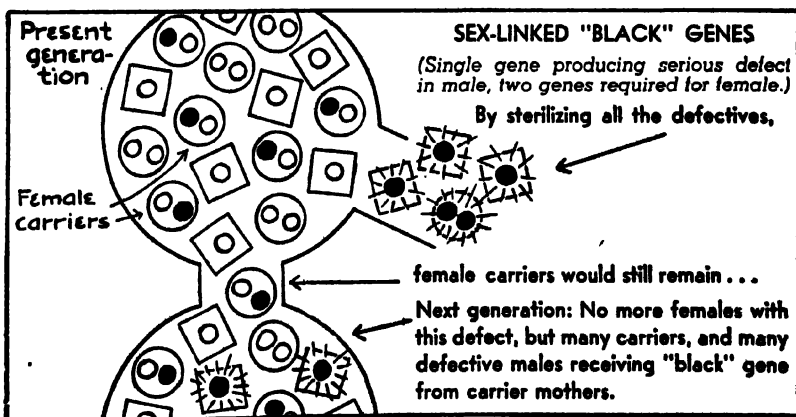 Present
genera-
tion
SEX-LINKED "BLACK" GENES
(Single gene producing serious defect
in male, two genes required for female.)
By sterilizing all the defectives,
Female
carriers
female carriers would still remain...
Next generation: No more females with
this defect, but many carriers, and many
defective males receiving "black" gene
from carrier mothers.